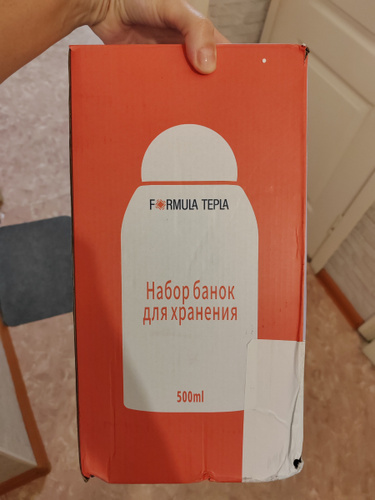 FORMULA TEPLA
Набор банок
для хранения
500ml